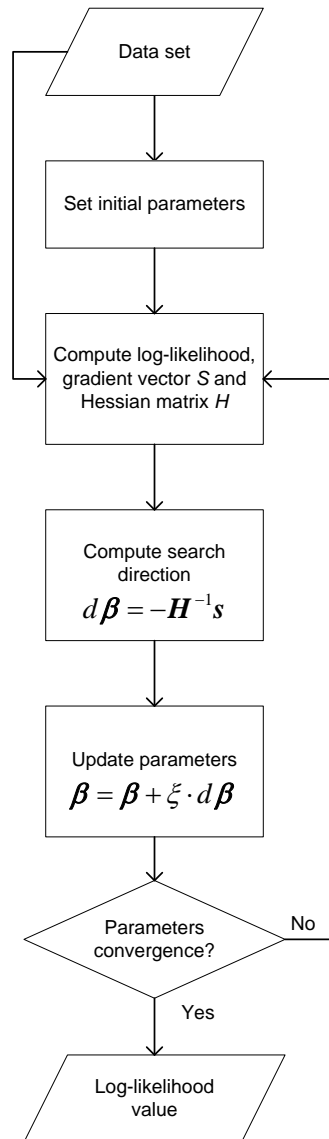 Data set
Set initial parameters
Compute log-likelihood,
gradient vector S and
Hessian matrix H
Compute search
direction
d𝜷 = −𝑯⁻¹𝒔
Update parameters
𝜷 = 𝜷 + ξ · d𝜷
Parameters
convergence?
No
Yes
Log-likelihood
value